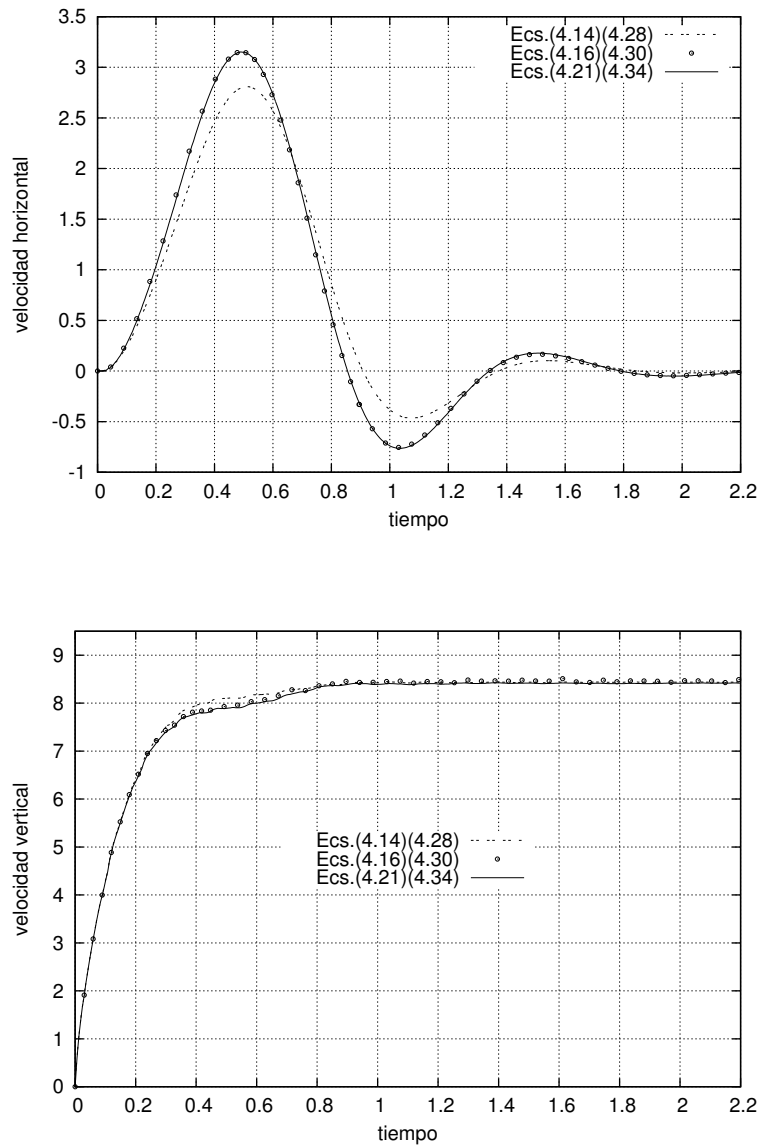 3.5
3
2.5
2
1.5
1
0.5
0
-0.5
-1
velocidad horizontal
Ecs.(4.14)(4.28)
Ecs.(4.16)(4.30)
Ecs.(4.21)(4.34)
0 0.2 0.4 0.6 0.8 1 1.2 1.4 1.6 1.8 2 2.2
tiempo
9
8
7
6
5
4
3
2
1
0
velocidad vertical
Ecs.(4.14)(4.28)
Ecs.(4.16)(4.30)
Ecs.(4.21)(4.34)
0 0.2 0.4 0.6 0.8 1 1.2 1.4 1.6 1.8 2 2.2
tiempo